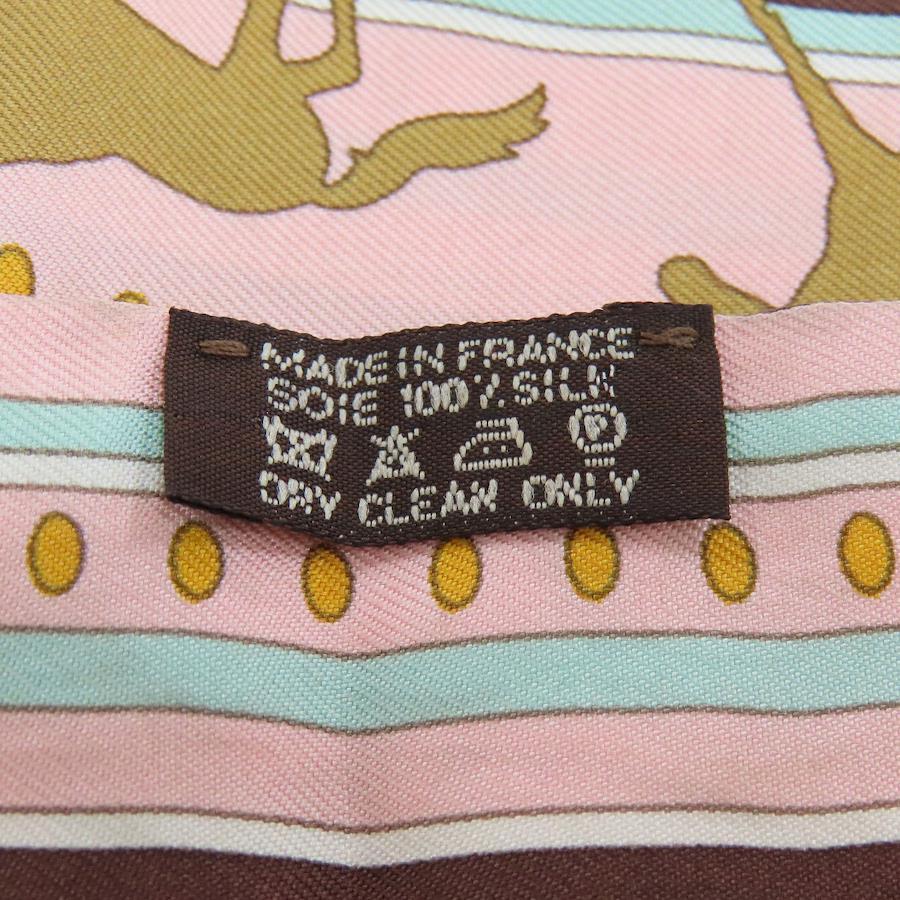 MADE IN FRANCE
SOIE 100% SILK
P
DRY CLEAN ONLY